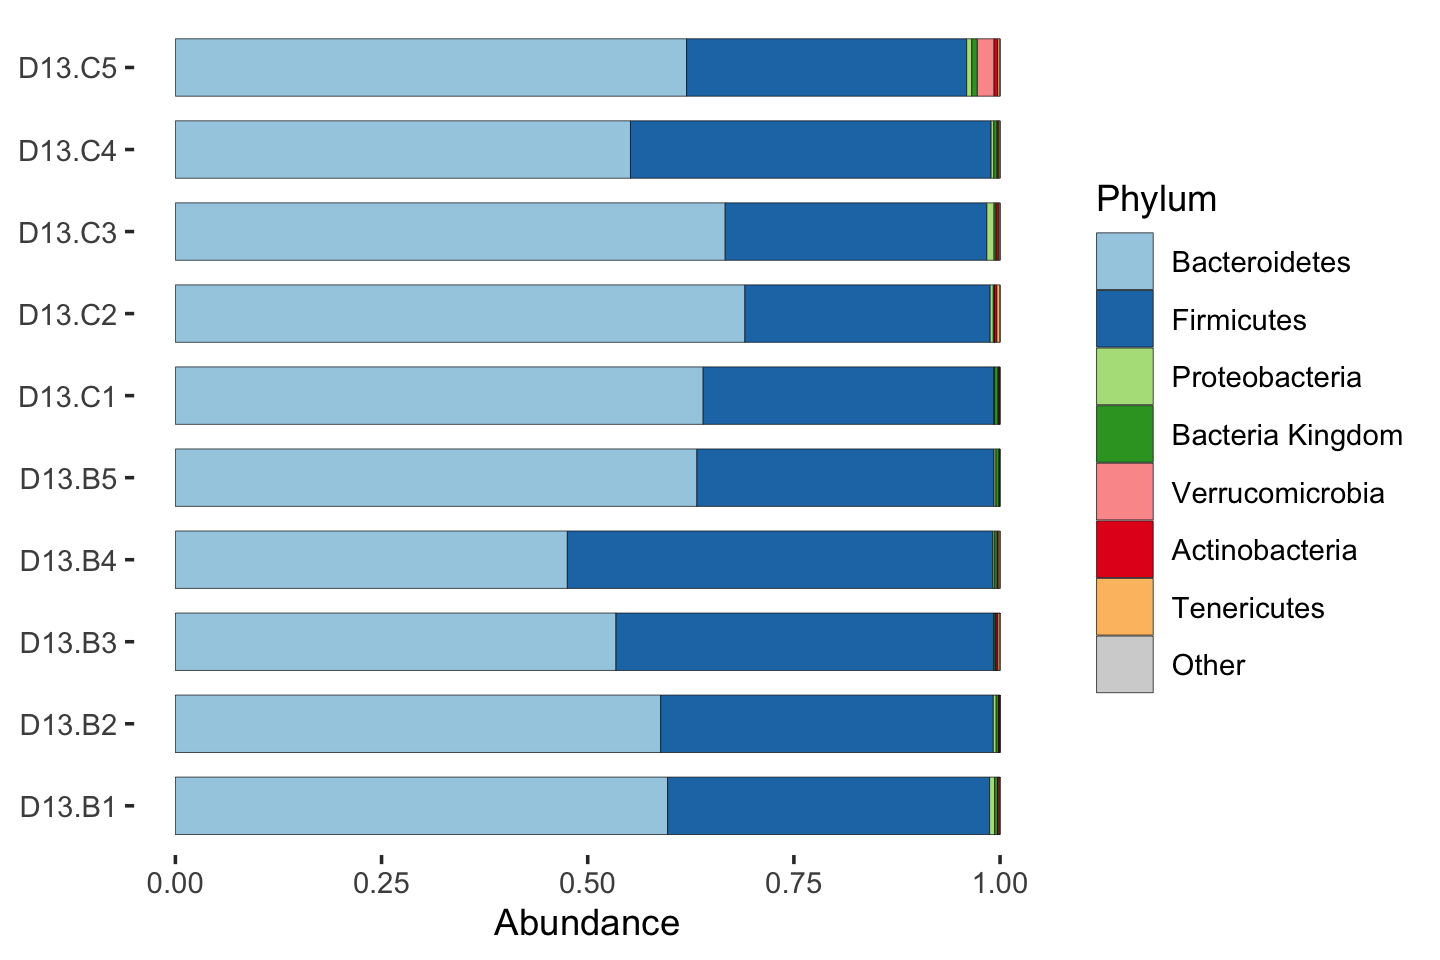 D13.C5
D13.C4
D13.C3
D13.C2
D13.C1
D13.B5
D13.B4
D13.B3
D13.B2
D13.B1
0.00 0.25 0.50 0.75 1.00
Abundance
Phylum
Bacteroidetes
Firmicutes
Proteobacteria
Bacteria Kingdom
Verrucomicrobia
Actinobacteria
Tenericutes
Other